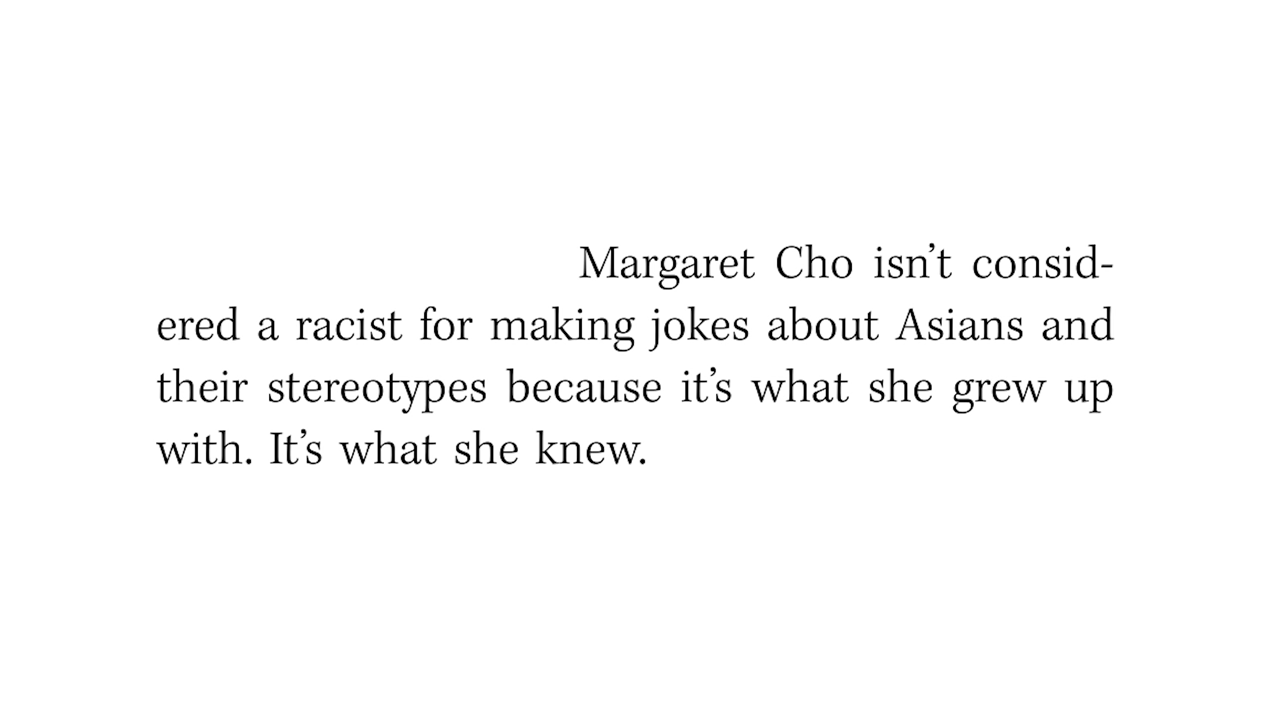 Margaret Cho isn’t consid-
ered a racist for making jokes about Asians and
their stereotypes because it’s what she grew up
with. It’s what she knew.